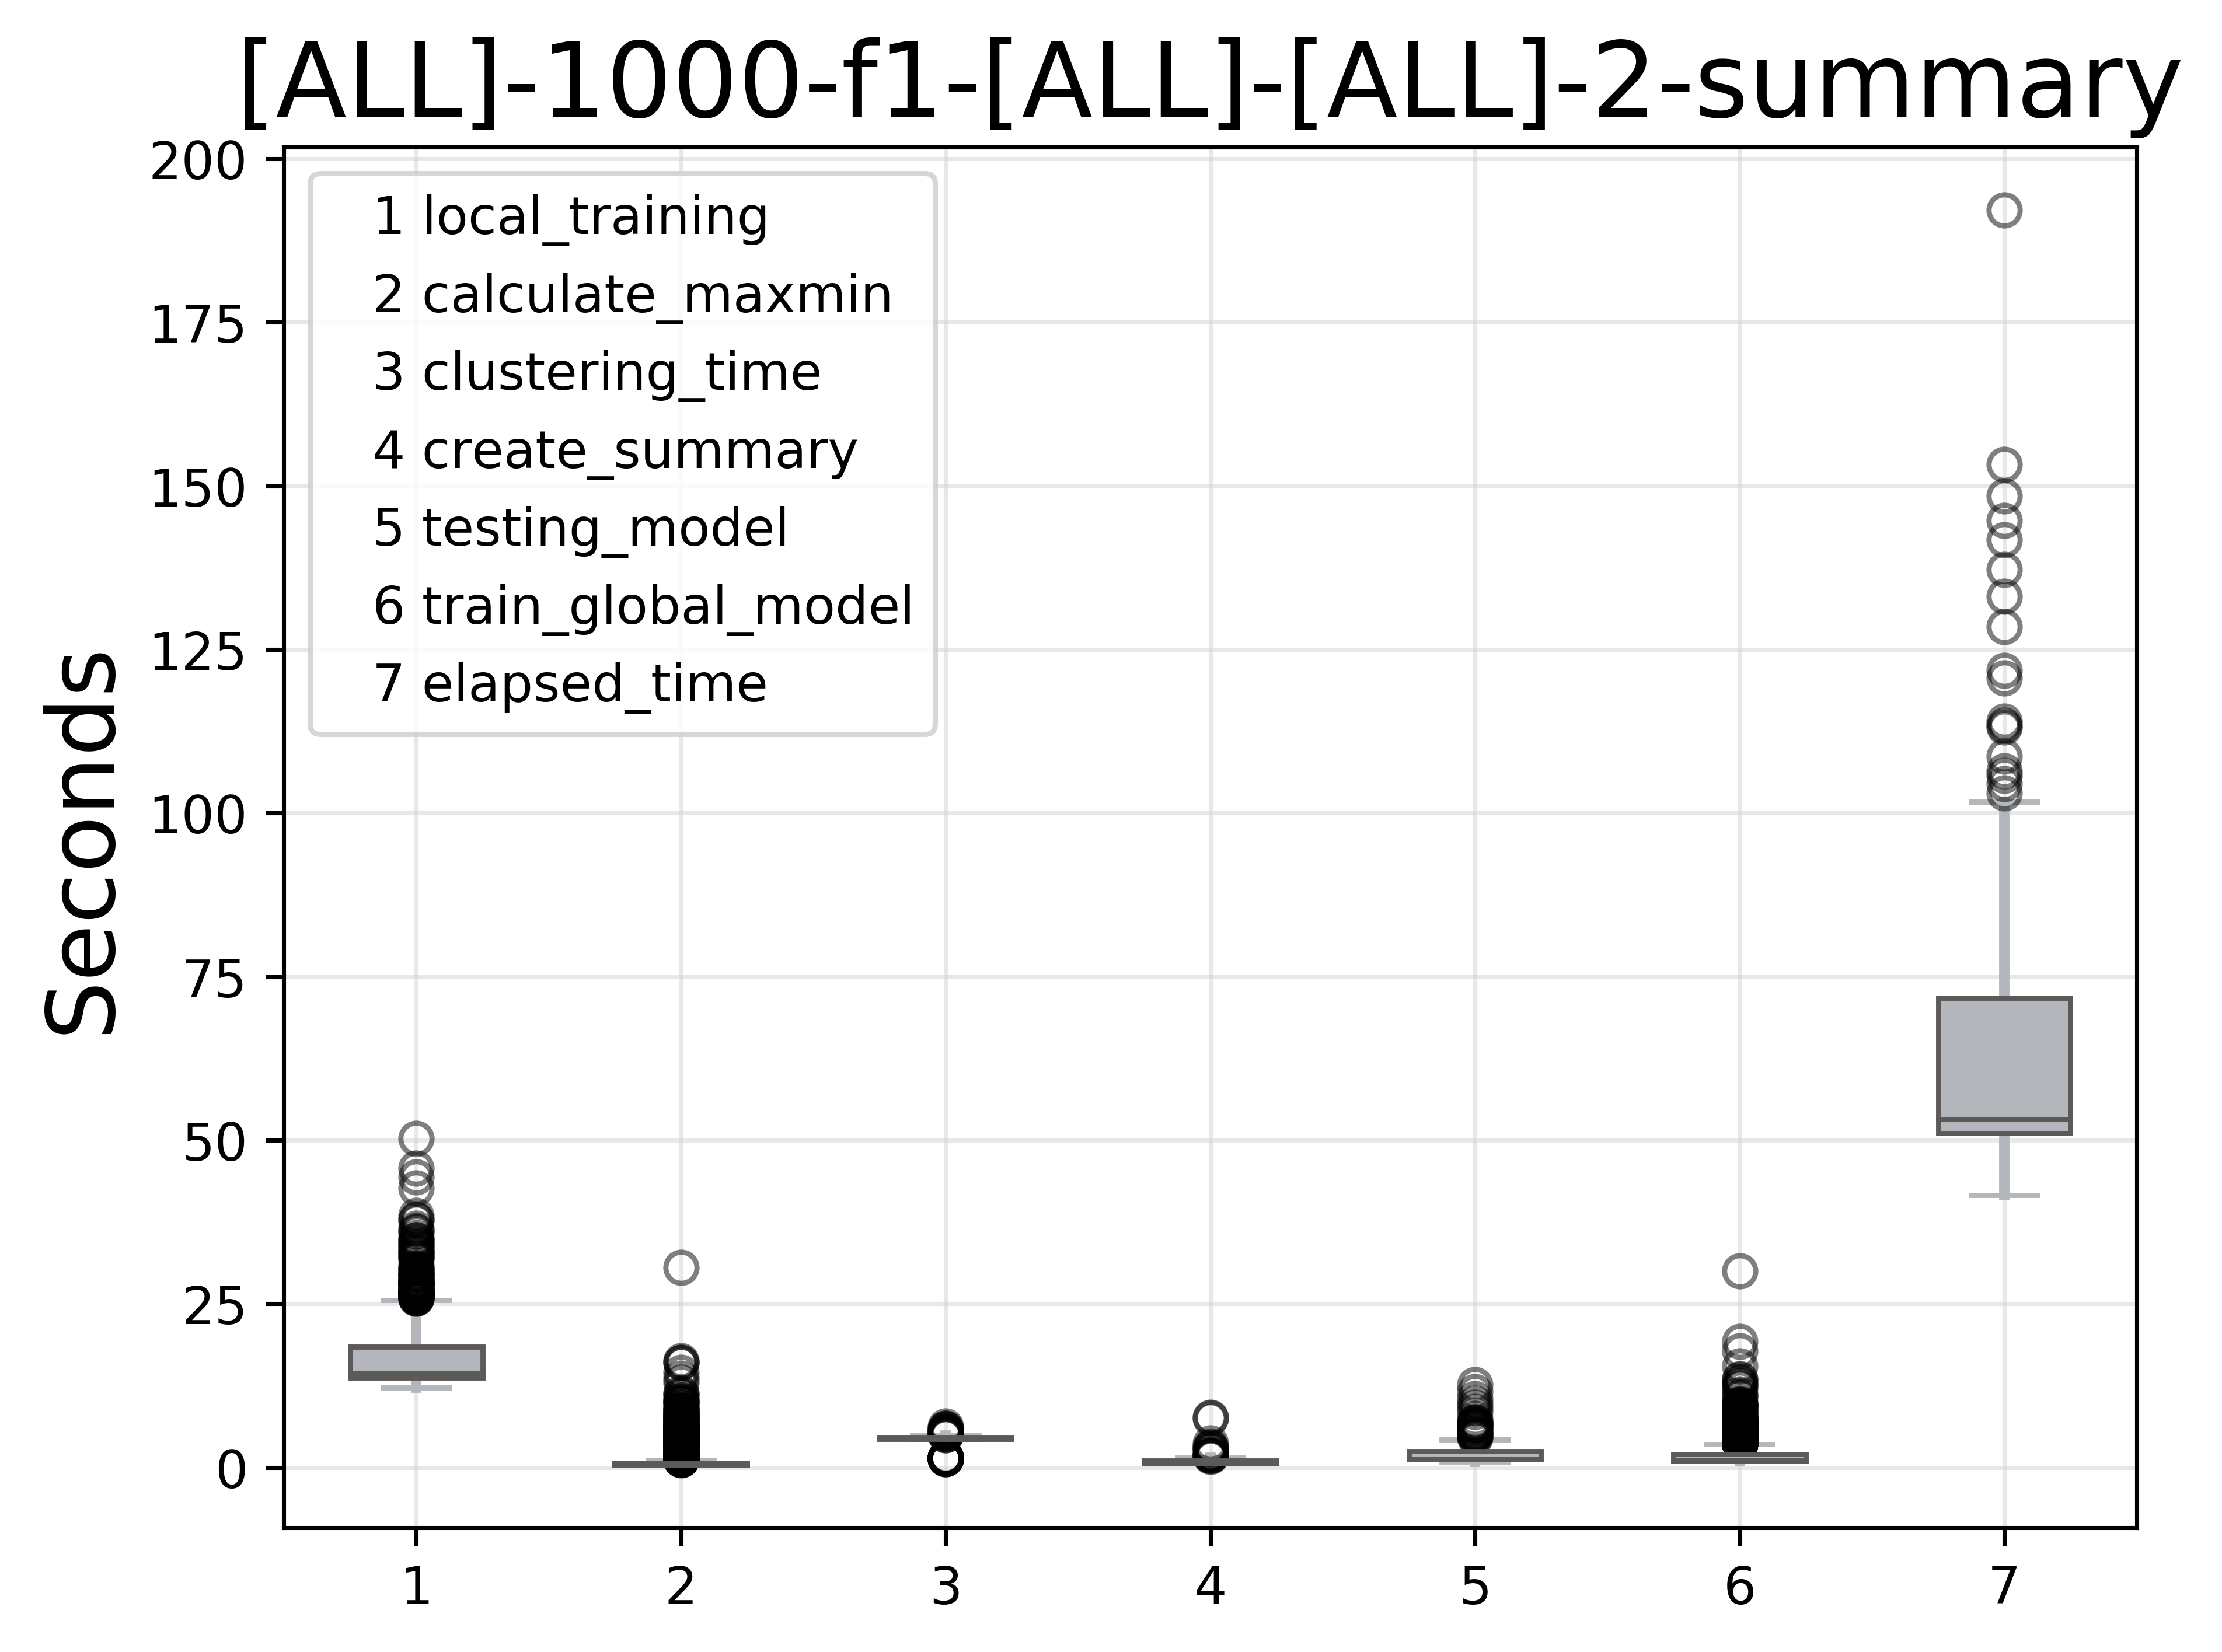 [ALL]-1000-f1-[ALL]-[ALL]-2-summary
200
175
150
125
100
75
50
25
0
Seconds
1 local_training
2 calculate_maxmin
3 clustering_time
4 create_summary
5 testing_model
6 train_global_model
7 elapsed_time
1 2 3 4 5 6 7